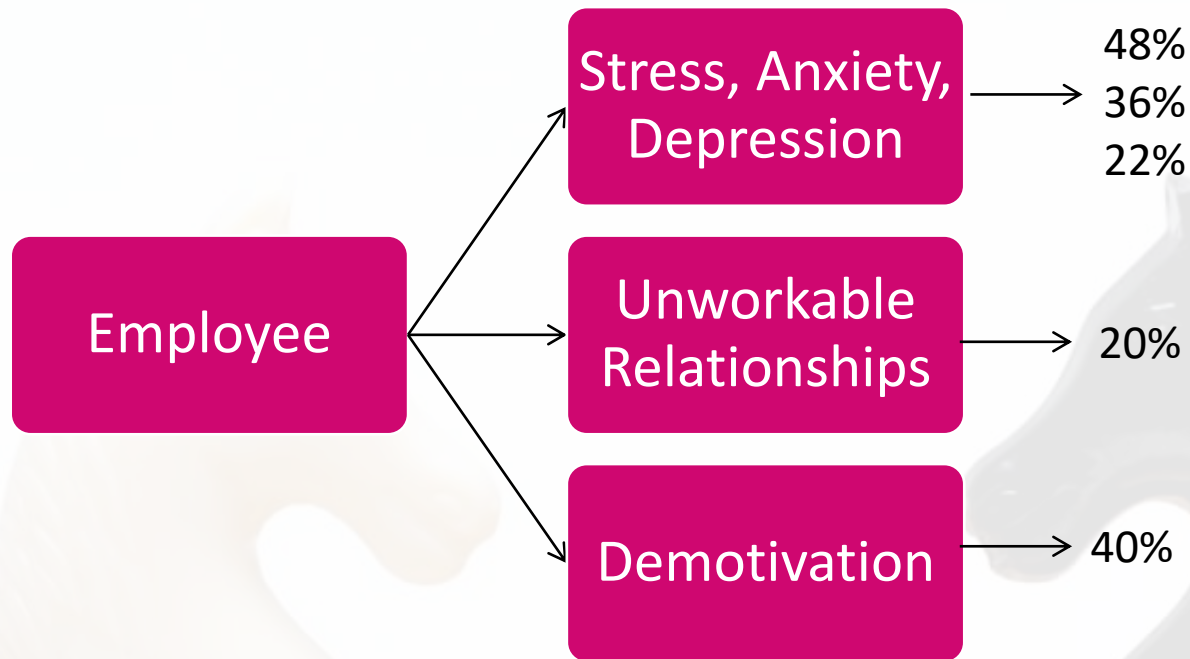 Employee
Stress, Anxiety,
Depression
48%
36%
22%
Unworkable
Relationships
20%
Demotivation
40%